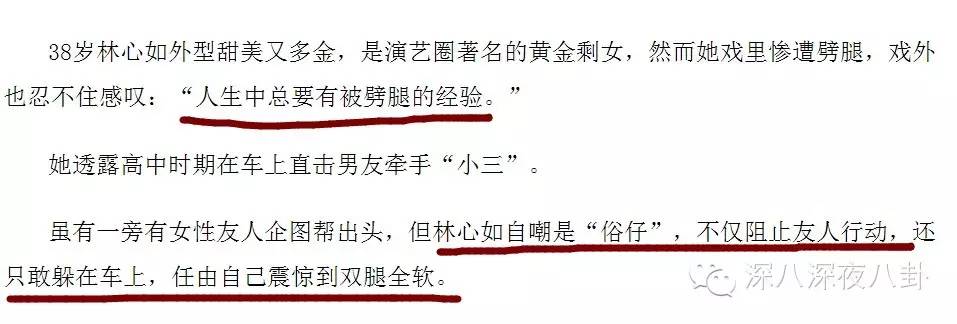 38岁林心如外型甜美又多金，是演艺圈著名的黄金剩女，然而她戏里惨遭劈腿，戏外
也忍不住感叹：“人生中总要有被劈腿的经验。”
她透露高中时期在车上直击男友牵手“小三”。
虽有一旁有女性友人企图帮出头，但林心如自嘲是“俗仔”，不仅阻止友人行动，还
只敢躲在车上，任由自己震惊到双腿全软。
深八深夜八卦